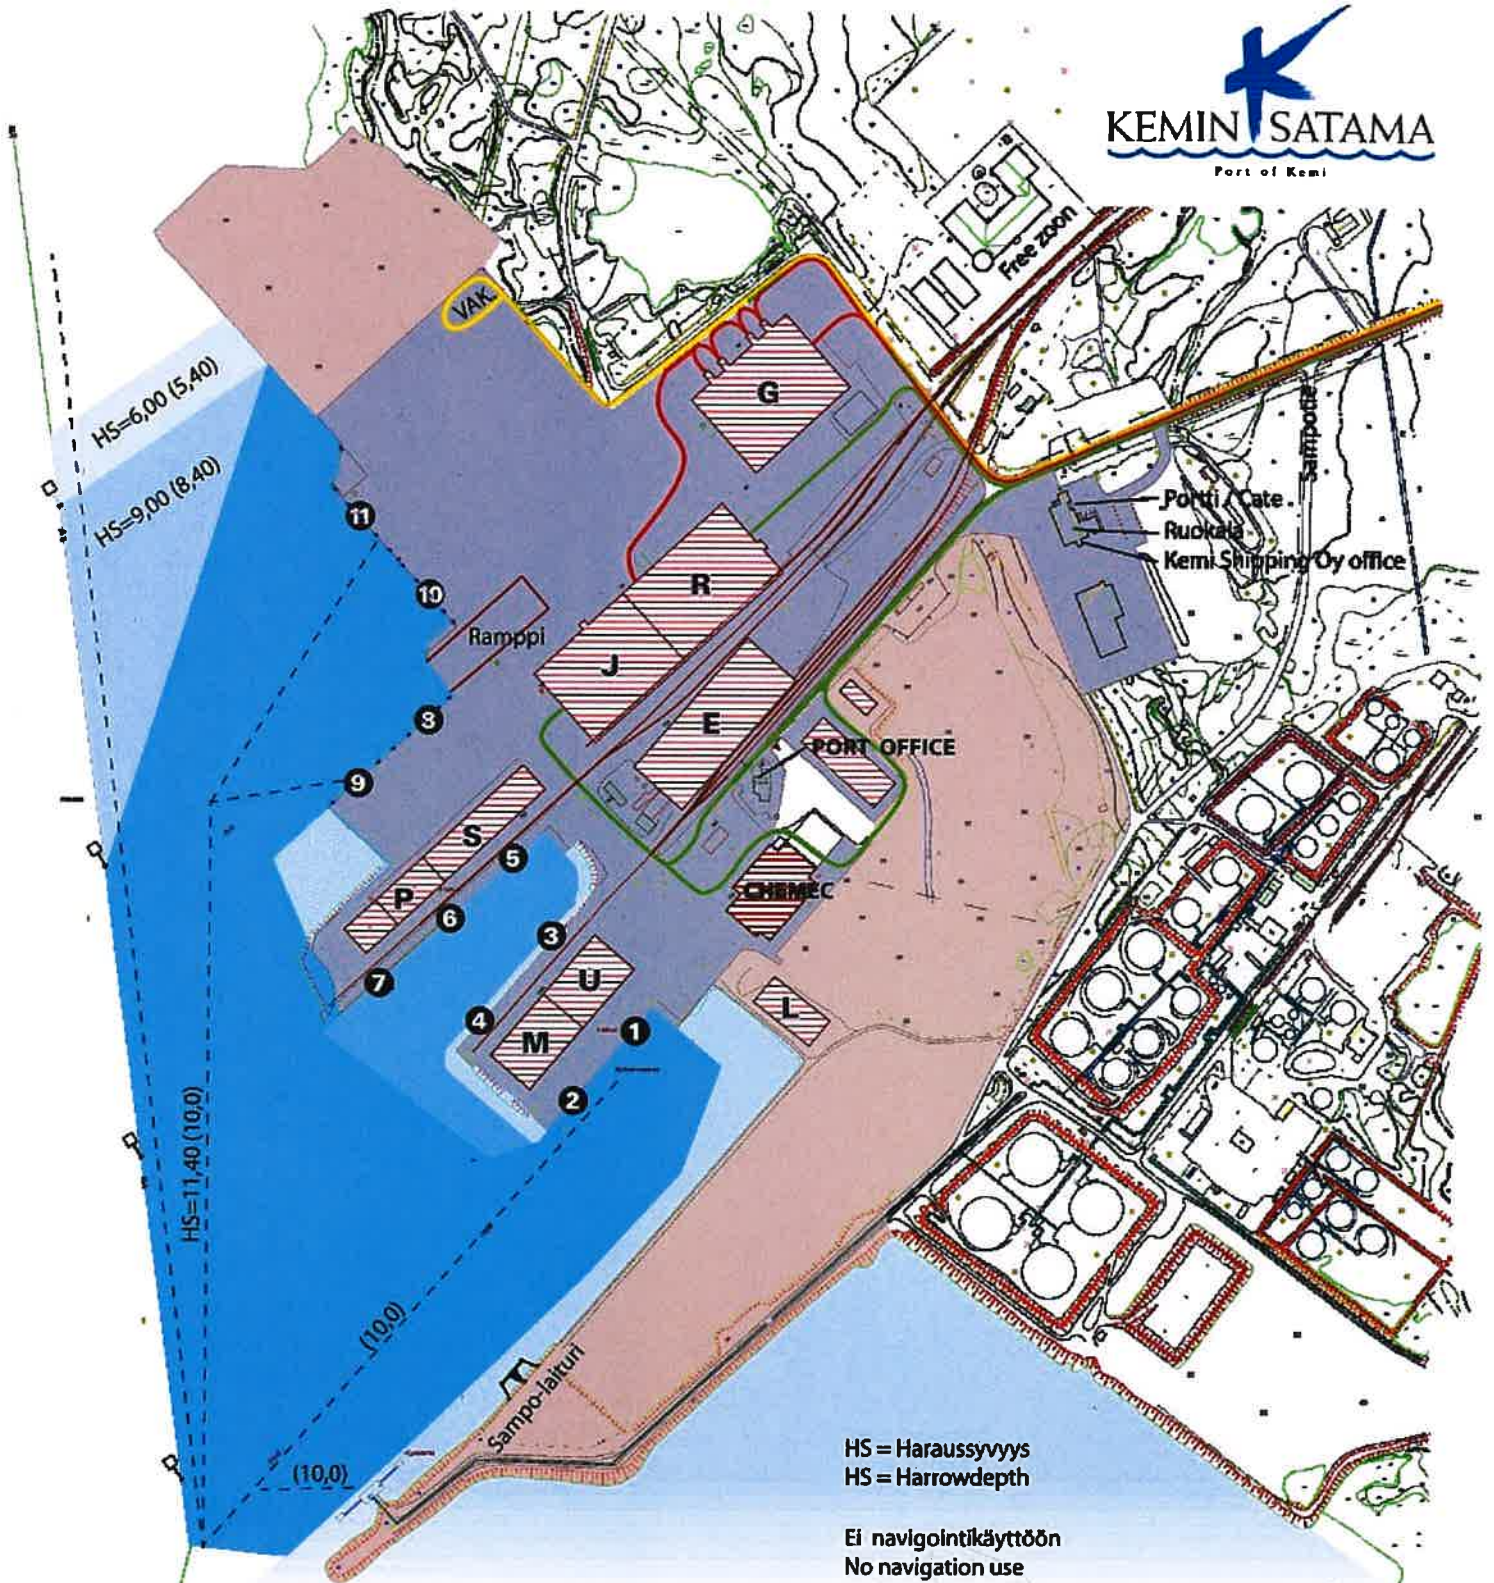 KEMIN SATAMA
Port of Kemi
Free zoon
VAK
HS=6,00 (5,40)
HS=9,00 (8,40)
G
Sampotie
Portti / Gate
Ruokala
Kemi Shipping Oy office
11
10
Ramppi
R
J
8
E
PORT OFFICE
9
S
5
P
6
CHEMEC
3
7
U
L
4
M
1
2
HS=11,40 (10,0)
(10,0)
Sampo-laituri
(10,0)
HS = Haraussyvyys
HS = Harrowdepth
Ei navigointikäyttöön
No navigation use